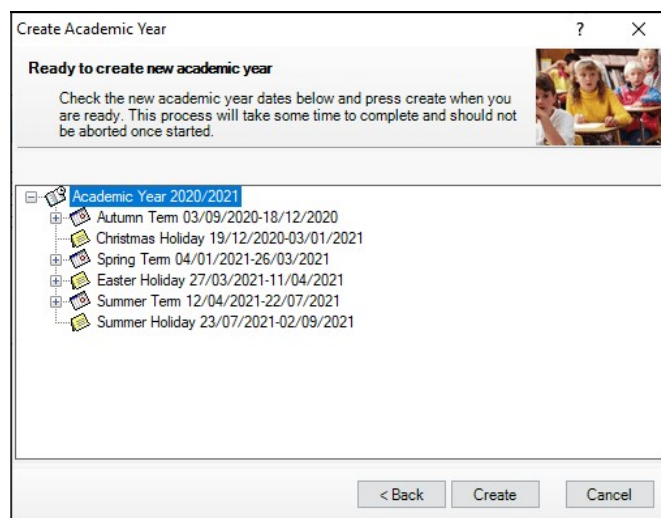 Create Academic Year
?
Ready to create new academic year
Check the new academic year dates below and press create when you
are ready. This process will take some time to complete and should not
be aborted once started.
Academic Year 2020/2021
Autumn Term 03/09/2020-18/12/2020
Christmas Holiday 19/12/2020-03/01/2021
Spring Term 04/01/2021-26/03/2021
Easter Holiday 27/03/2021-11/04/2021
Summer Term 12/04/2021-22/07/2021
Summer Holiday 23/07/2021-02/09/2021
< Back
Create
Cancel